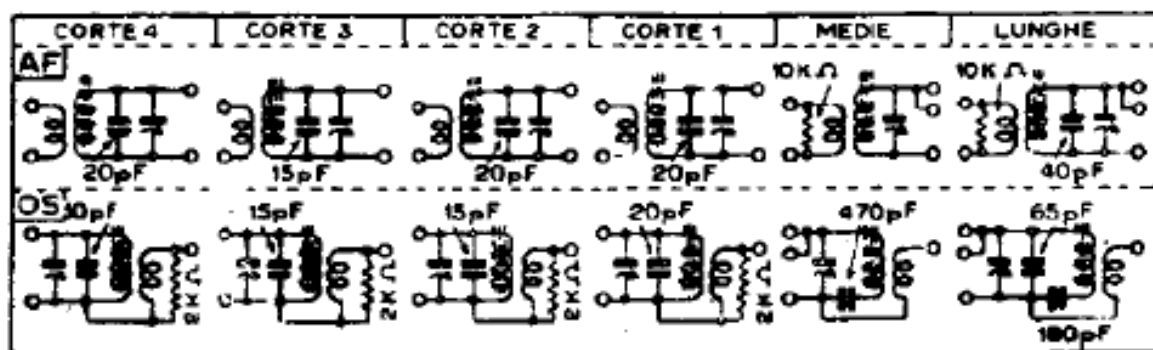 CORTE 4 CORTE 3 CORTE 2 CORTE 1 MEDIE LUNGHE
AF
10KΩ 10KΩ
20pF 15pF 20pF 20pF 40pF
OS
15pF 15pF 20pF 470pF 65pF
2KΩ 2KΩ 2KΩ 2KΩ
180pF